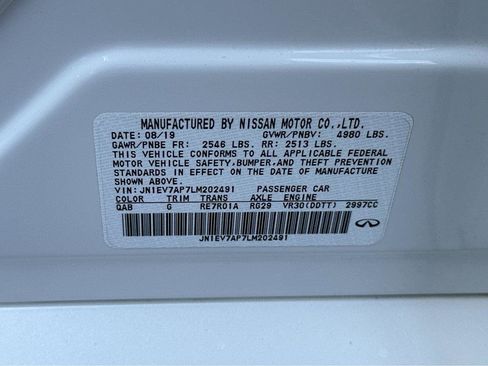 MANUFACTURED BY NISSAN MOTOR CO.,LTD.
DATE: 08/19 GVWR/PNBV: 4980 LBS.
GAWR/PNBE FR: 2546 LBS. RR: 2513 LBS.
THIS VEHICLE CONFORMS TO ALL APPLICABLE FEDERAL
MOTOR VEHICLE SAFETY,BUMPER,AND THEFT PREVENTION
STANDARDS IN EFFECT ON THE DATE OF MANUFACTURE
SHOWN ABOVE.
VIN: JN1EV7AP7LM202491 PASSENGER CAR
COLOR TRIM TRANS AXLE ENGINE
QAB G RE7R01A RG29 VR30(DDTT) 2997CC
JN1EV7AP7LM202491